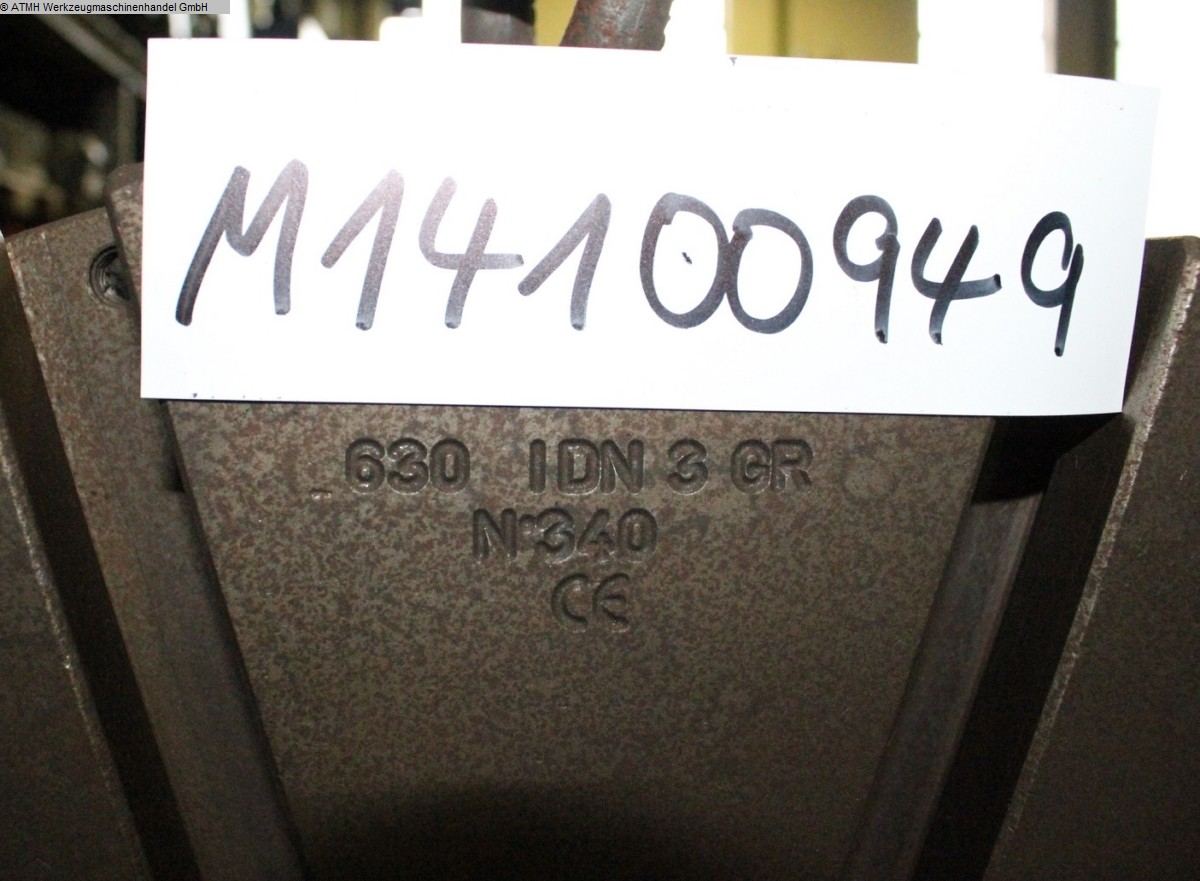 © ATMH Werkzeugmaschinenhandel GmbH
M14100949
630 IDN 3 GR
N°340
CE